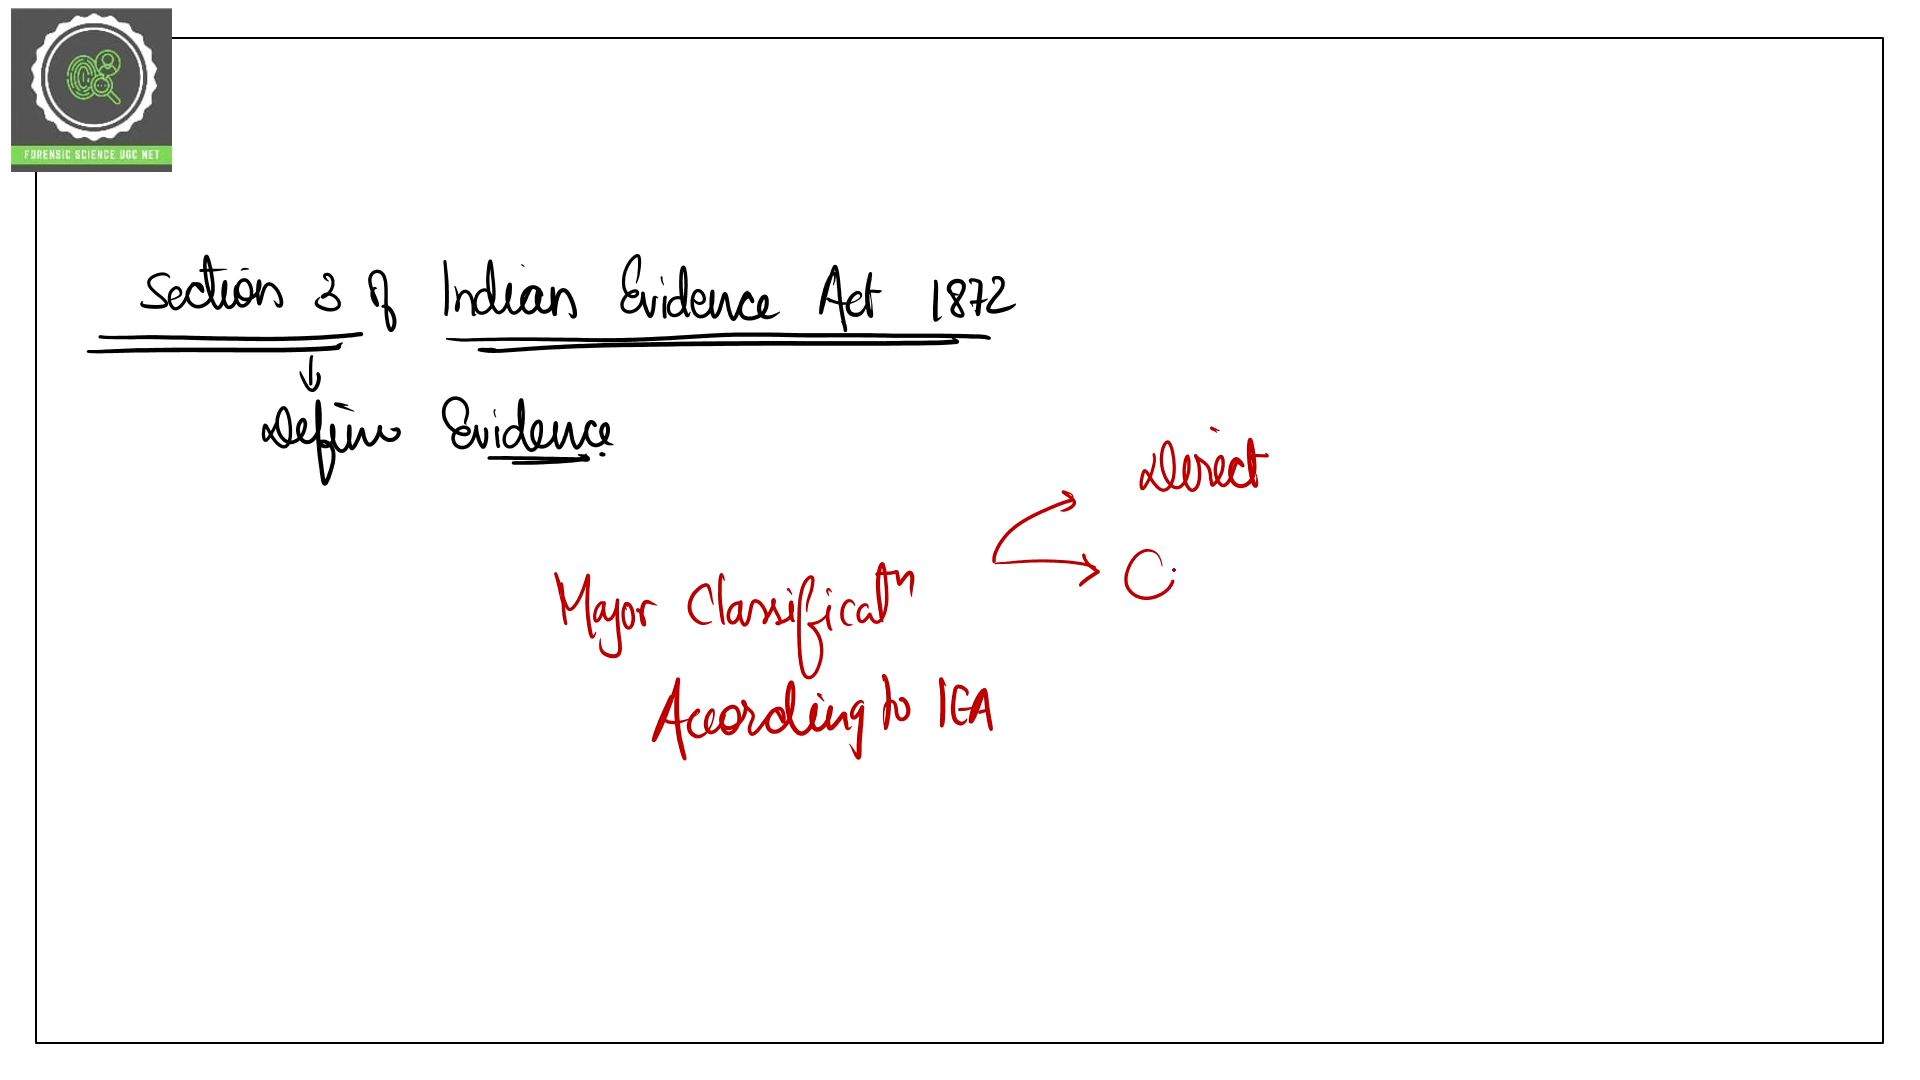 FORENSIC SCIENCE UGC NET
Section 3 of Indian Evidence Act 1872
↓
Define Evidence
Direct
Major Classificatⁿ
C
According to IEA